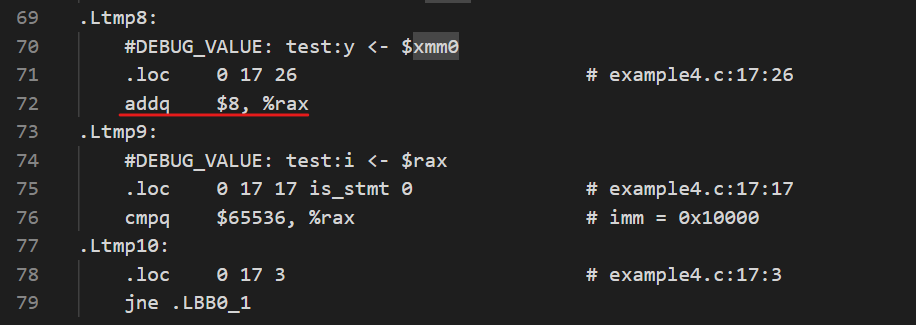 69 .Ltmp8:
70 #DEBUG_VALUE: test:y <- $xmm0
71 .loc 0 17 26 # example4.c:17:26
72 addq $8, %rax
73 .Ltmp9:
74 #DEBUG_VALUE: test:i <- $rax
75 .loc 0 17 17 is_stmt 0 # example4.c:17:17
76 cmpq $65536, %rax # imm = 0x10000
77 .Ltmp10:
78 .loc 0 17 3 # example4.c:17:3
79 jne .LBB0_1